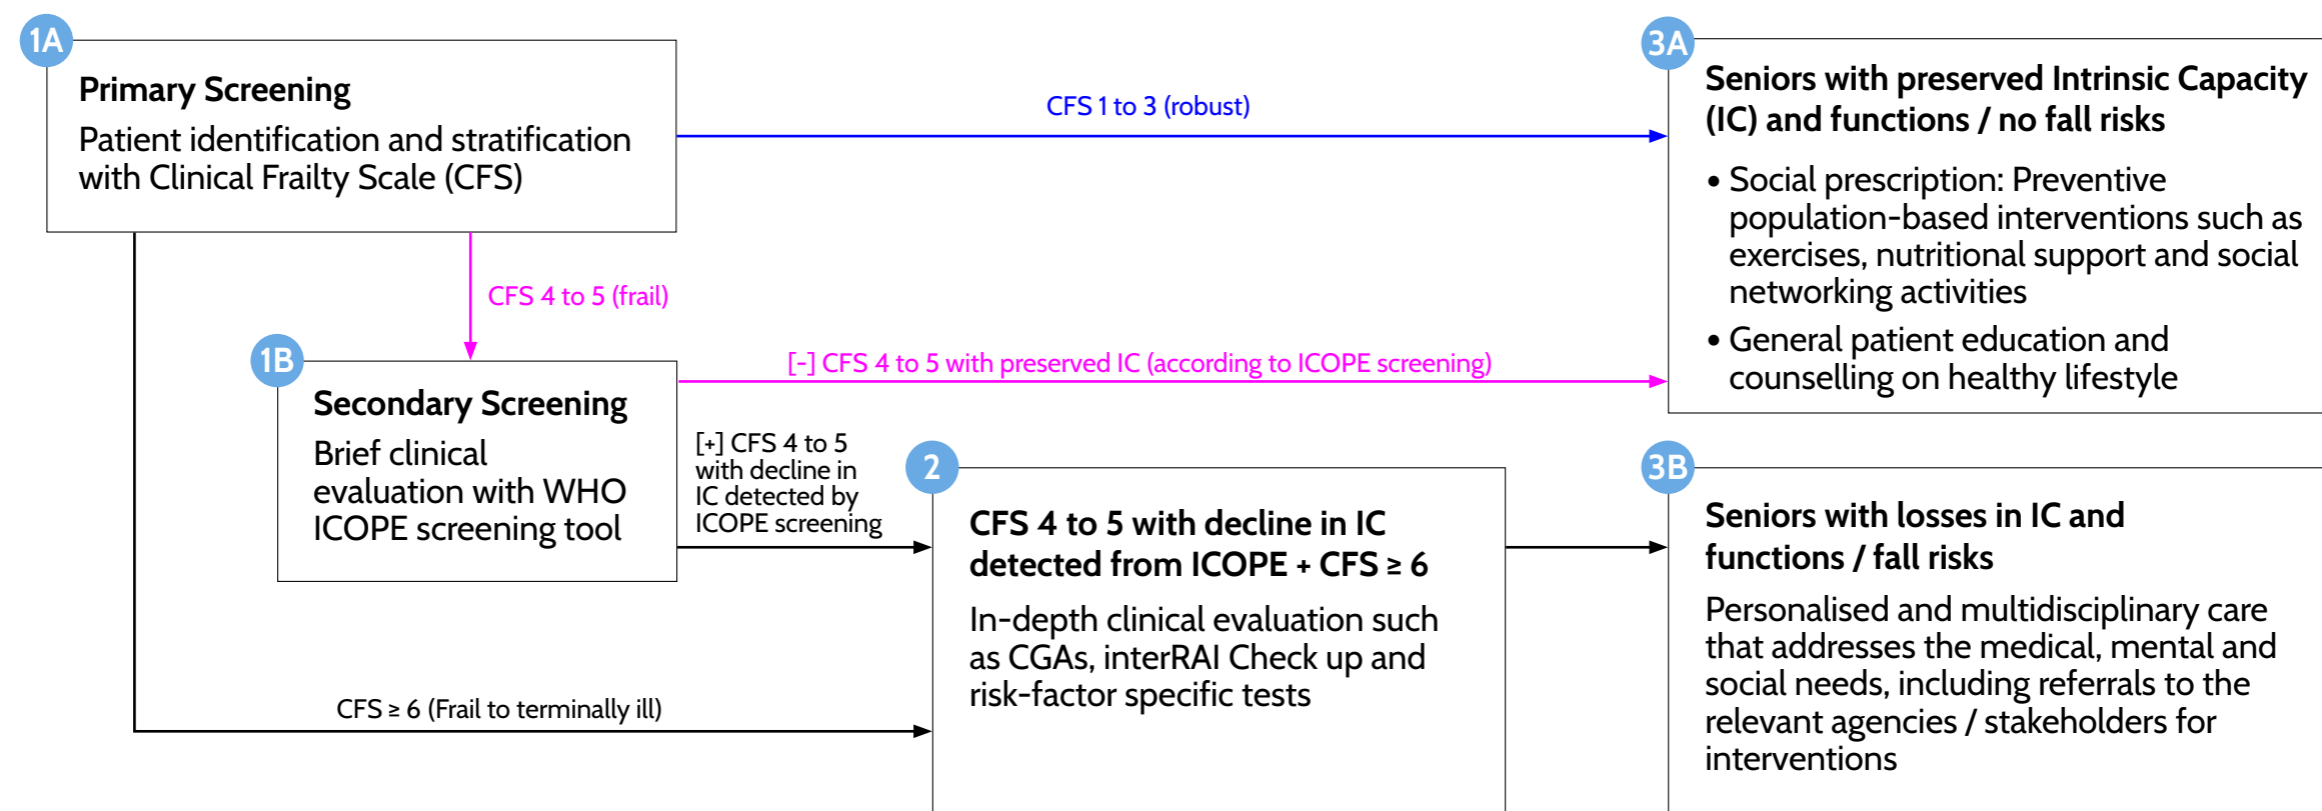 1A
Primary Screening
Patient identification and stratification
with Clinical Frailty Scale (CFS)
CFS 1 to 3 (robust)
3A
Seniors with preserved Intrinsic Capacity
(IC) and functions / no fall risks
• Social prescription: Preventive
population-based interventions such as
exercises, nutritional support and social
networking activities
• General patient education and
counselling on healthy lifestyle
CFS 4 to 5 (frail)
1B
Secondary Screening
Brief clinical
evaluation with WHO
ICOPE screening tool
[-] CFS 4 to 5 with preserved IC (according to ICOPE screening)
[+] CFS 4 to 5
with decline in
IC detected by
ICOPE screening
2
CFS 4 to 5 with decline in IC
detected from ICOPE + CFS ≥ 6
In-depth clinical evaluation such
as CGAs, interRAI Check up and
risk-factor specific tests
CFS ≥ 6 (Frail to terminally ill)
3B
Seniors with losses in IC and
functions / fall risks
Personalised and multidisciplinary care
that addresses the medical, mental and
social needs, including referrals to the
relevant agencies / stakeholders for
interventions